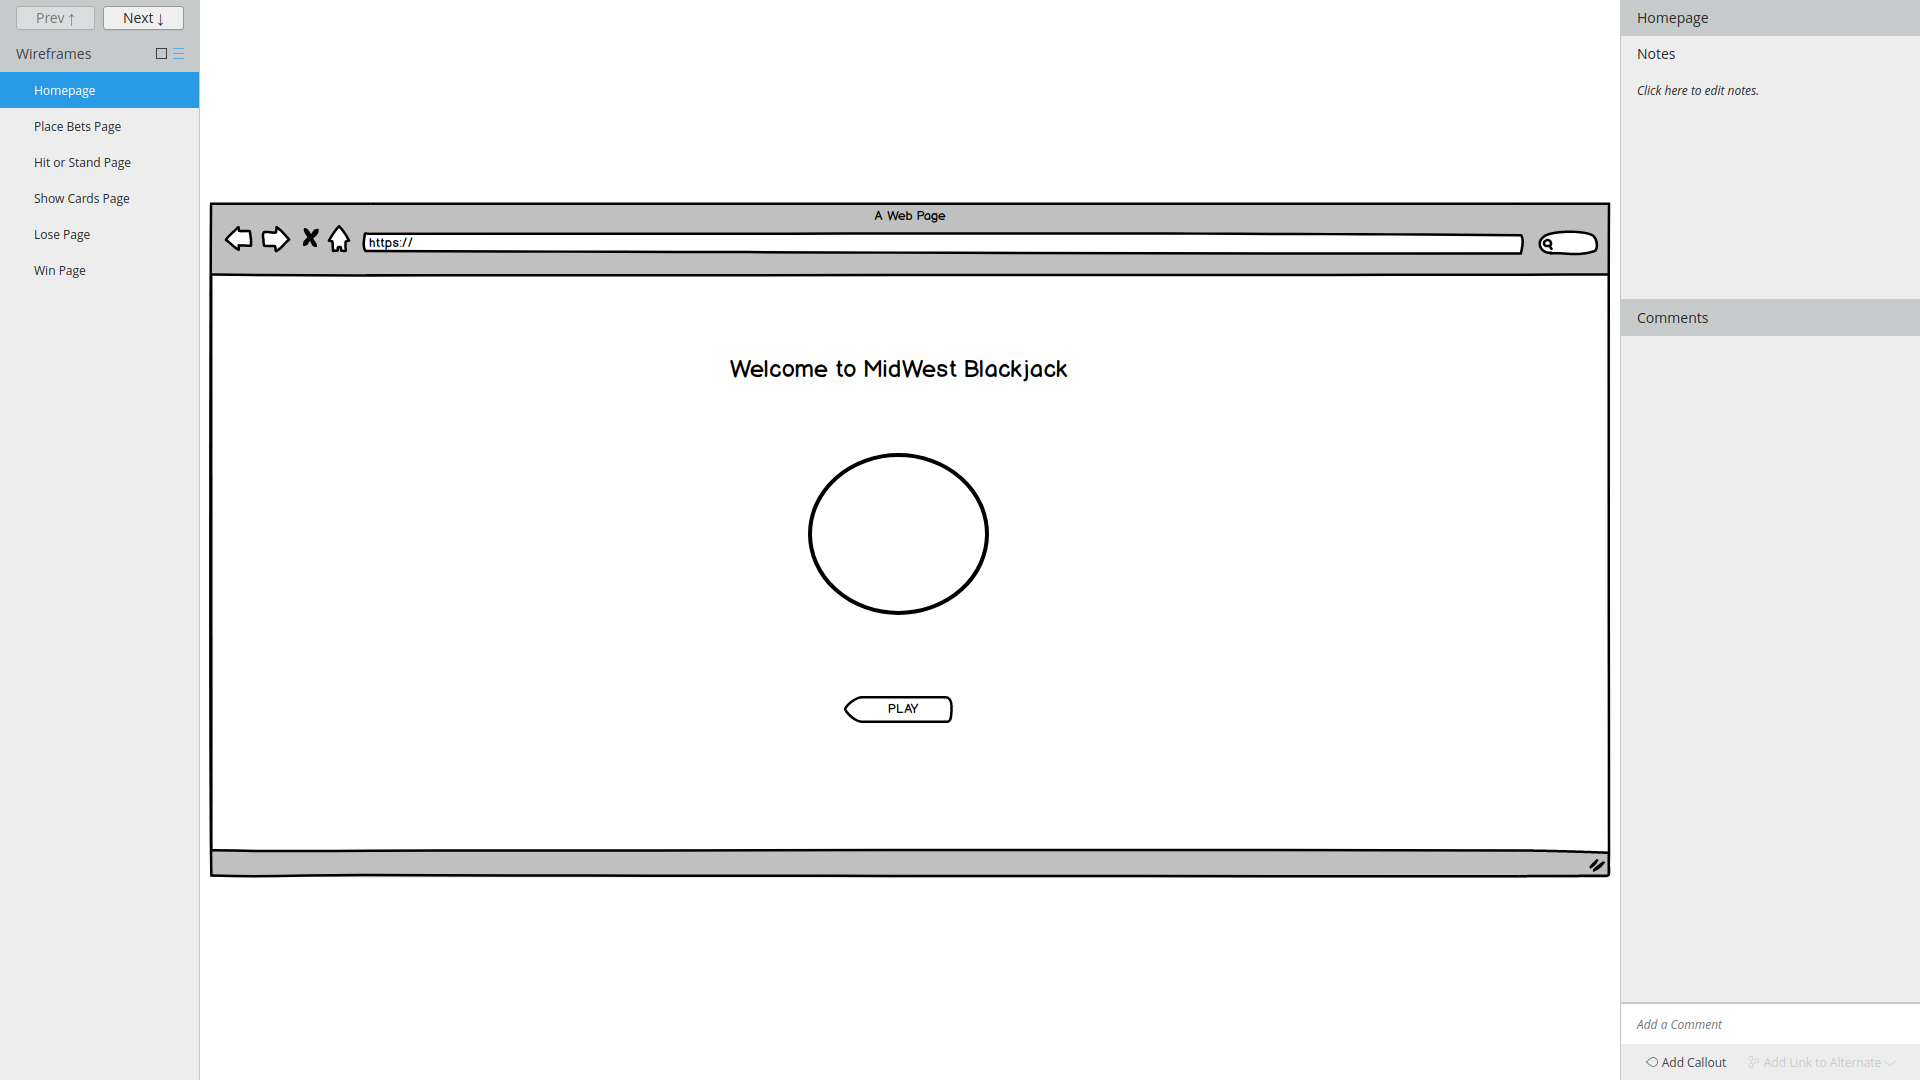 Prev ↑
Next ↓
Wireframes
Homepage
Place Bets Page
Hit or Stand Page
Show Cards Page
Lose Page
Win Page
A Web Page
https://
Welcome to MidWest Blackjack
PLAY
Homepage
Notes
Click here to edit notes.
Comments
Add a Comment
Add Callout
Add Link to Alternate